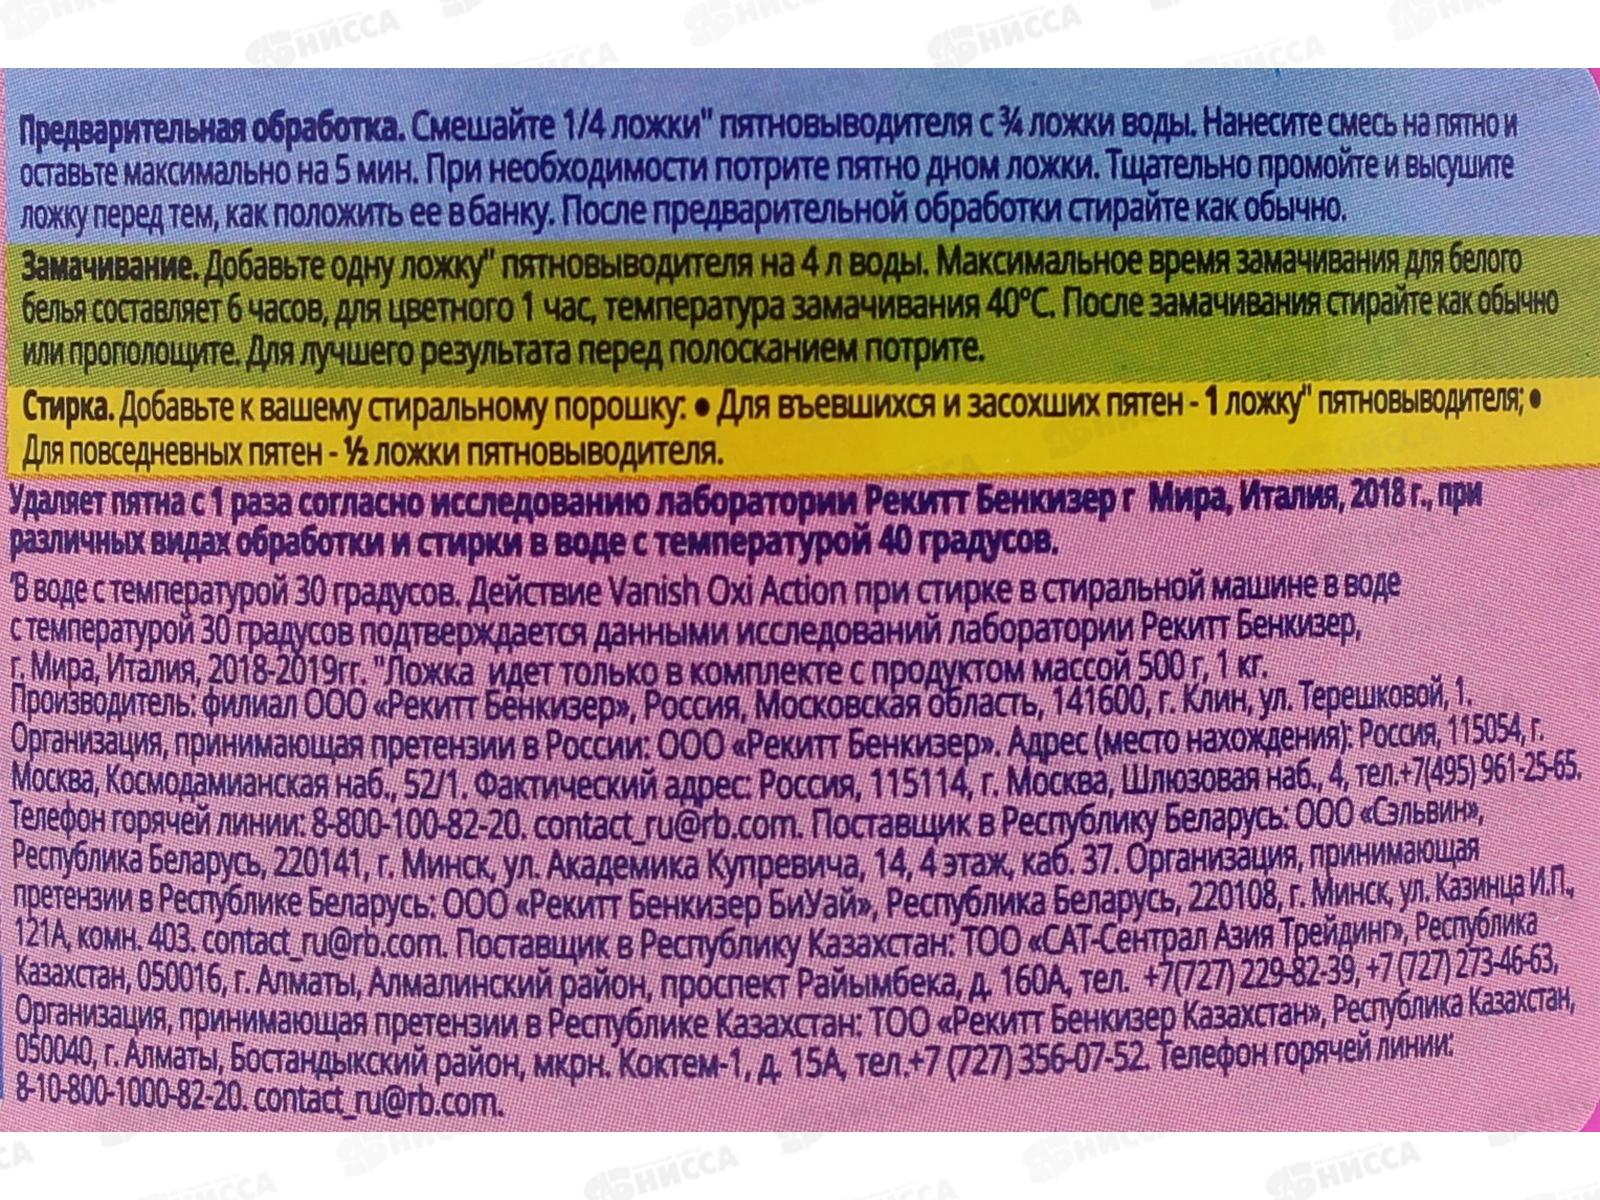 Предварительная обработка. Смешайте 1/4 ложки" пятновыводителя с ¾ ложки воды. Нанесите смесь на пятно и
оставьте максимально на 5 мин. При необходимости потрите пятно дном ложки. Тщательно промойте и высушите
ложку перед тем, как положить ее в банку. После предварительной обработки стирайте как обычно.
Замачивание. Добавьте одну ложку" пятновыводителя на 4 л воды. Максимальное время замачивания для белого
белья составляет 6 часов, для цветного 1 час, температура замачивания 40°С. После замачивания стирайте как обычно
или прополощите. Для лучшего результата перед полосканием потрите.
Стирка. Добавьте к вашему стиральному порошку: • Для въевшихся и засохших пятен - 1 ложку" пятновыводителя; •
Для повседневных пятен - ½ ложки пятновыводителя.
Удаляет пятна с 1 раза согласно исследованию лаборатории Рекитт Бенкизер г Мира, Италия, 2018 г., при
различных видах обработки и стирки в воде с температурой 40 градусов.
'В воде с температурой 30 градусов. Действие Vanish Oxi Action при стирке в стиральной машине в воде
с температурой 30 градусов подтверждается данными исследований лаборатории Рекитт Бенкизер,
г. Мира, Италия, 2018-2019гг. "Ложка идет только в комплекте с продуктом массой 500 г, 1 кг.
Производитель: филиал ООО «Рекитт Бенкизер», Россия, Московская область, 141600, г. Клин, ул. Терешковой, 1.
Организация, принимающая претензии в России: ООО «Рекитт Бенкизер». Адрес (место нахождения): Россия, 115054, г.
Москва, Космодамианская наб., 52/1. Фактический адрес: Россия, 115114, г. Москва, Шлюзовая наб., 4, тел.+7(495) 961-25-65.
Телефон горячей линии: 8-800-100-82-20. contact_ru@rb.com. Поставщик в Республику Беларусь: ООО «Сэльвин»,
Республика Беларусь, 220141, г. Минск, ул. Академика Купревича, 14, 4 этаж, каб. 37. Организация, принимающая
претензии в Республике Беларусь: ООО «Рекитт Бенкизер БиУай», Республика Беларусь, 220108, г. Минск, ул. Казинца И.П.,
121А, комн. 403. contact_ru@rb.com. Поставщик в Республику Казахстан: ТОО «САТ-Сентрал Азия Трейдинг», Республика
Казахстан, 050016, г. Алматы, Алмалинский район, проспект Райымбека, д. 160А, тел. +7(727) 229-82-39, +7 (727) 273-46-63,
Организация, принимающая претензии в Республике Казахстан: ТОО «Рекитт Бенкизер Казахстан», Республика Казахстан,
050040, г. Алматы, Бостандыкский район, мкрн. Коктем-1, д. 15А, тел.+7 (727) 356-07-52. Телефон горячей линии:
8-10-800-1000-82-20. contact_ru@rb.com.